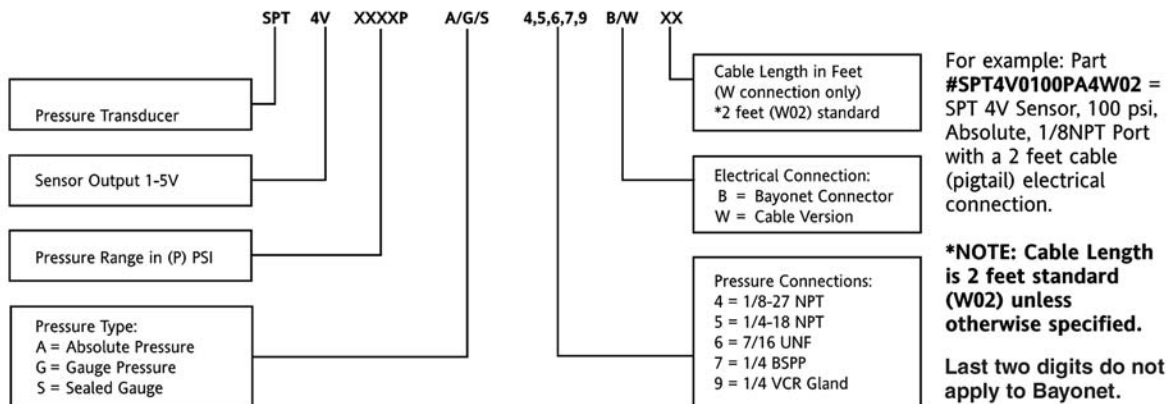 SPT 4V XXXXP A/G/S 4,5,6,7,9 B/W XX
Pressure Transducer
Sensor Output 1-5V
Pressure Range in (P) PSI
Pressure Type:
A = Absolute Pressure
G = Gauge Pressure
S = Sealed Gauge
Cable Length in Feet
(W connection only)
*2 feet (W02) standard
Electrical Connection:
B = Bayonet Connector
W = Cable Version
Pressure Connections:
4 = 1/8-27 NPT
5 = 1/4-18 NPT
6 = 7/16 UNF
7 = 1/4 BSPP
9 = 1/4 VCR Gland
For example: Part
#SPT4V0100PA4W02 =
SPT 4V Sensor, 100 psi,
Absolute, 1/8NPT Port
with a 2 feet cable
(pigtail) electrical
connection.
*NOTE: Cable Length
is 2 feet standard
(W02) unless
otherwise specified.
Last two digits do not
apply to Bayonet.